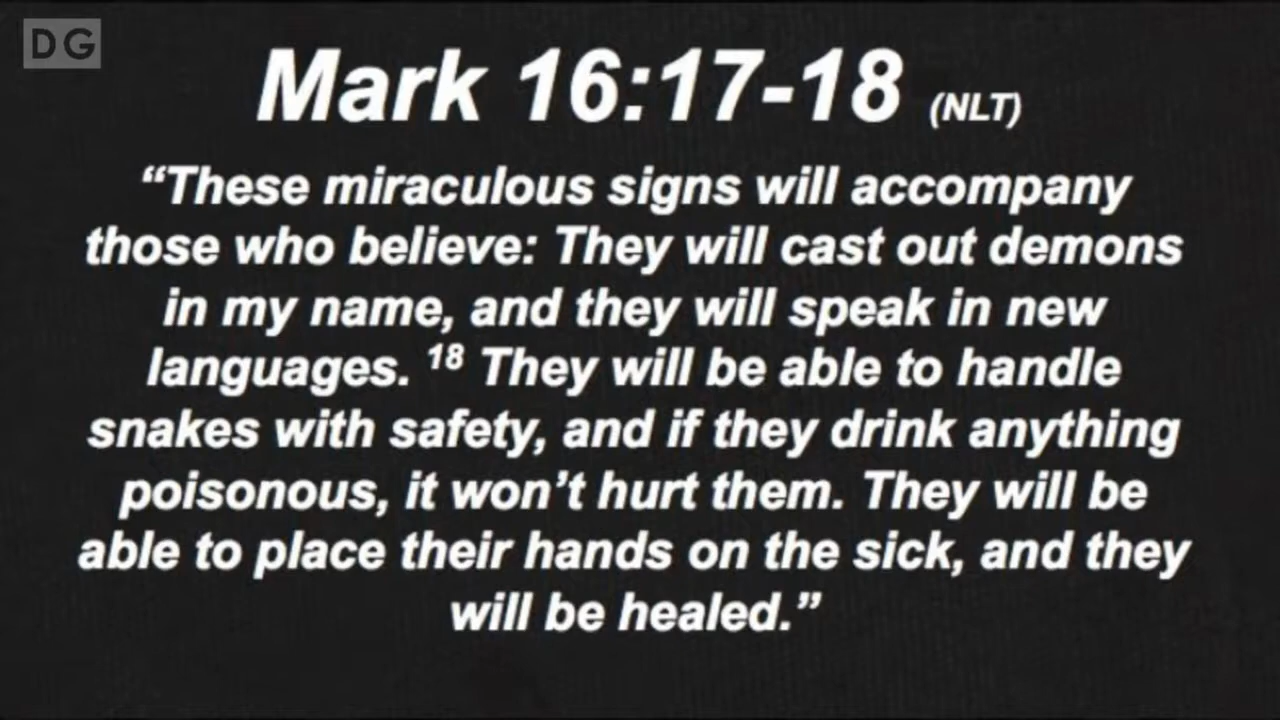 DG
Mark 16:17-18 (NLT)
“These miraculous signs will accompany
those who believe: They will cast out demons
in my name, and they will speak in new
languages. ¹⁸ They will be able to handle
snakes with safety, and if they drink anything
poisonous, it won’t hurt them. They will be
able to place their hands on the sick, and they
will be healed.”